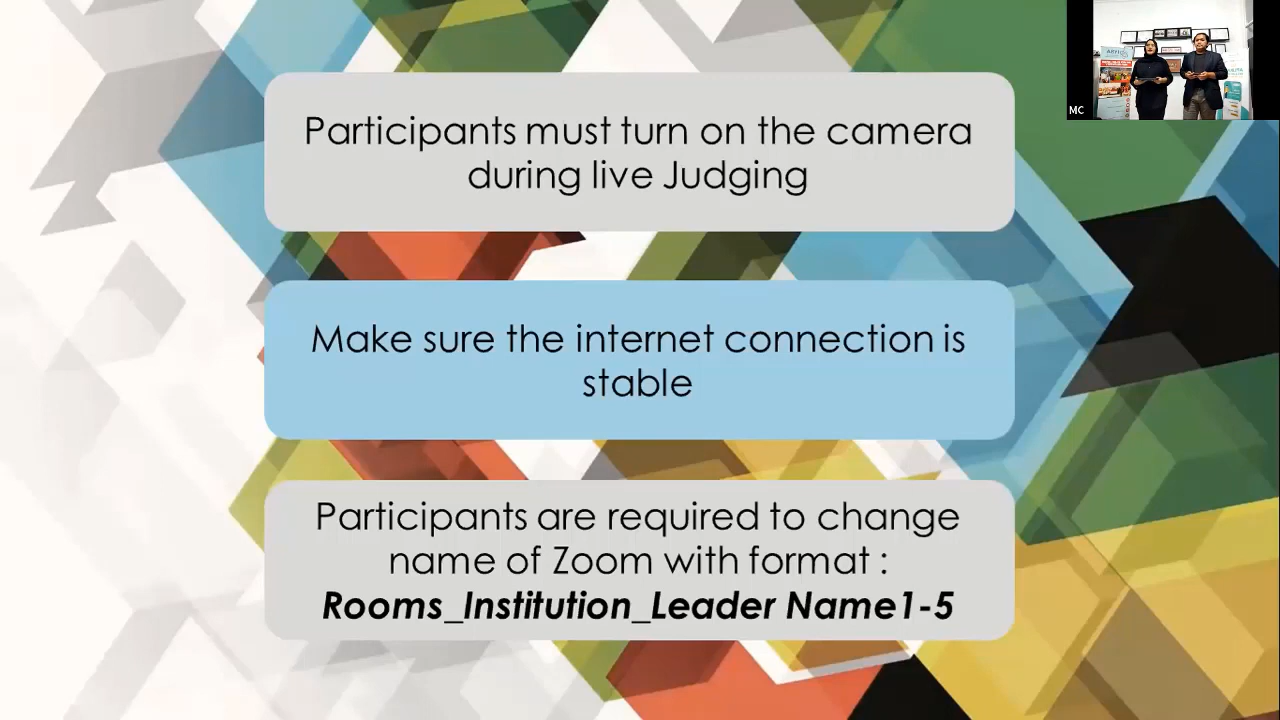 Participants must turn on the camera
during live Judging
MC
Make sure the internet connection is
stable
Participants are required to change
name of Zoom with format :
Rooms_Institution_Leader Name1-5